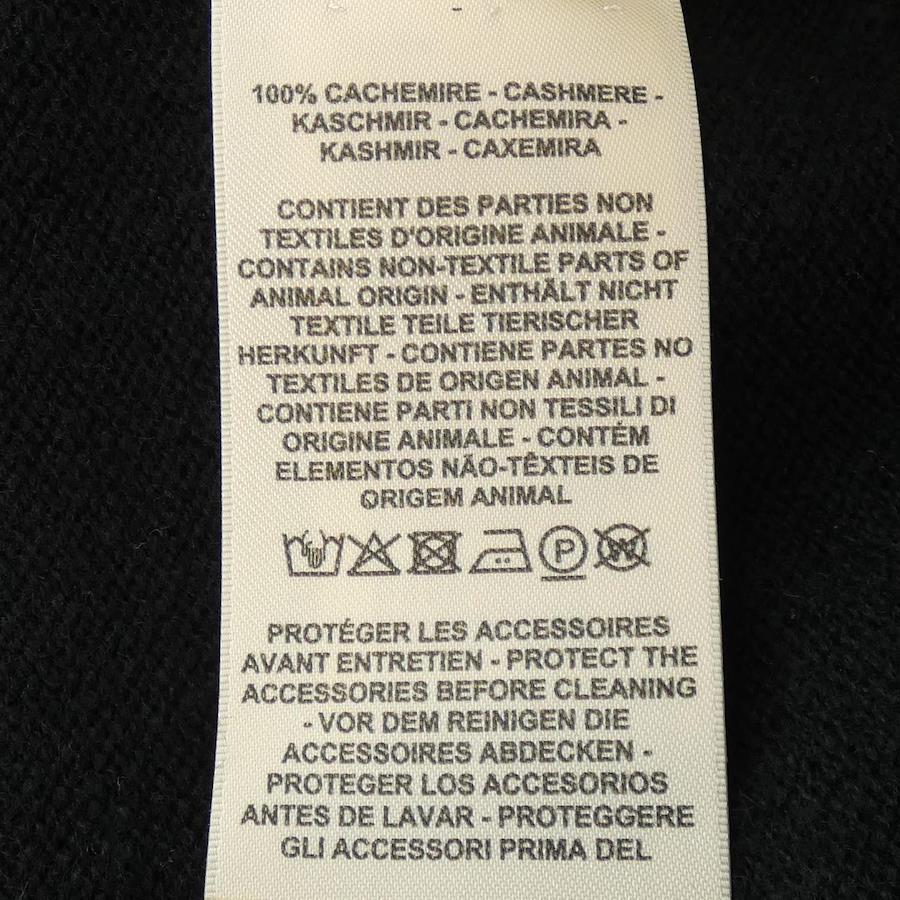 100% CACHEMIRE - CASHMERE -
KASCHMIR - CACHEMIRA -
KASHMIR - CAXEMIRA
CONTIENT DES PARTIES NON
TEXTILES D'ORIGINE ANIMALE -
CONTAINS NON-TEXTILE PARTS OF
ANIMAL ORIGIN - ENTHÄLT NICHT
TEXTILE TEILE TIERISCHER
HERKUNFT - CONTIENE PARTES NO
TEXTILES DE ORIGEN ANIMAL -
CONTIENE PARTI NON TESSILI DI
ORIGINE ANIMALE - CONTÉM
ELEMENTOS NÃO-TÊXTEIS DE
ORIGEM ANIMAL
P W
PROTÉGER LES ACCESSOIRES
AVANT ENTRETIEN - PROTECT THE
ACCESSORIES BEFORE CLEANING
- VOR DEM REINIGEN DIE
ACCESSOIRES ABDECKEN -
PROTEGER LOS ACCESORIOS
ANTES DE LAVAR - PROTEGGERE
GLI ACCESSORI PRIMA DEL